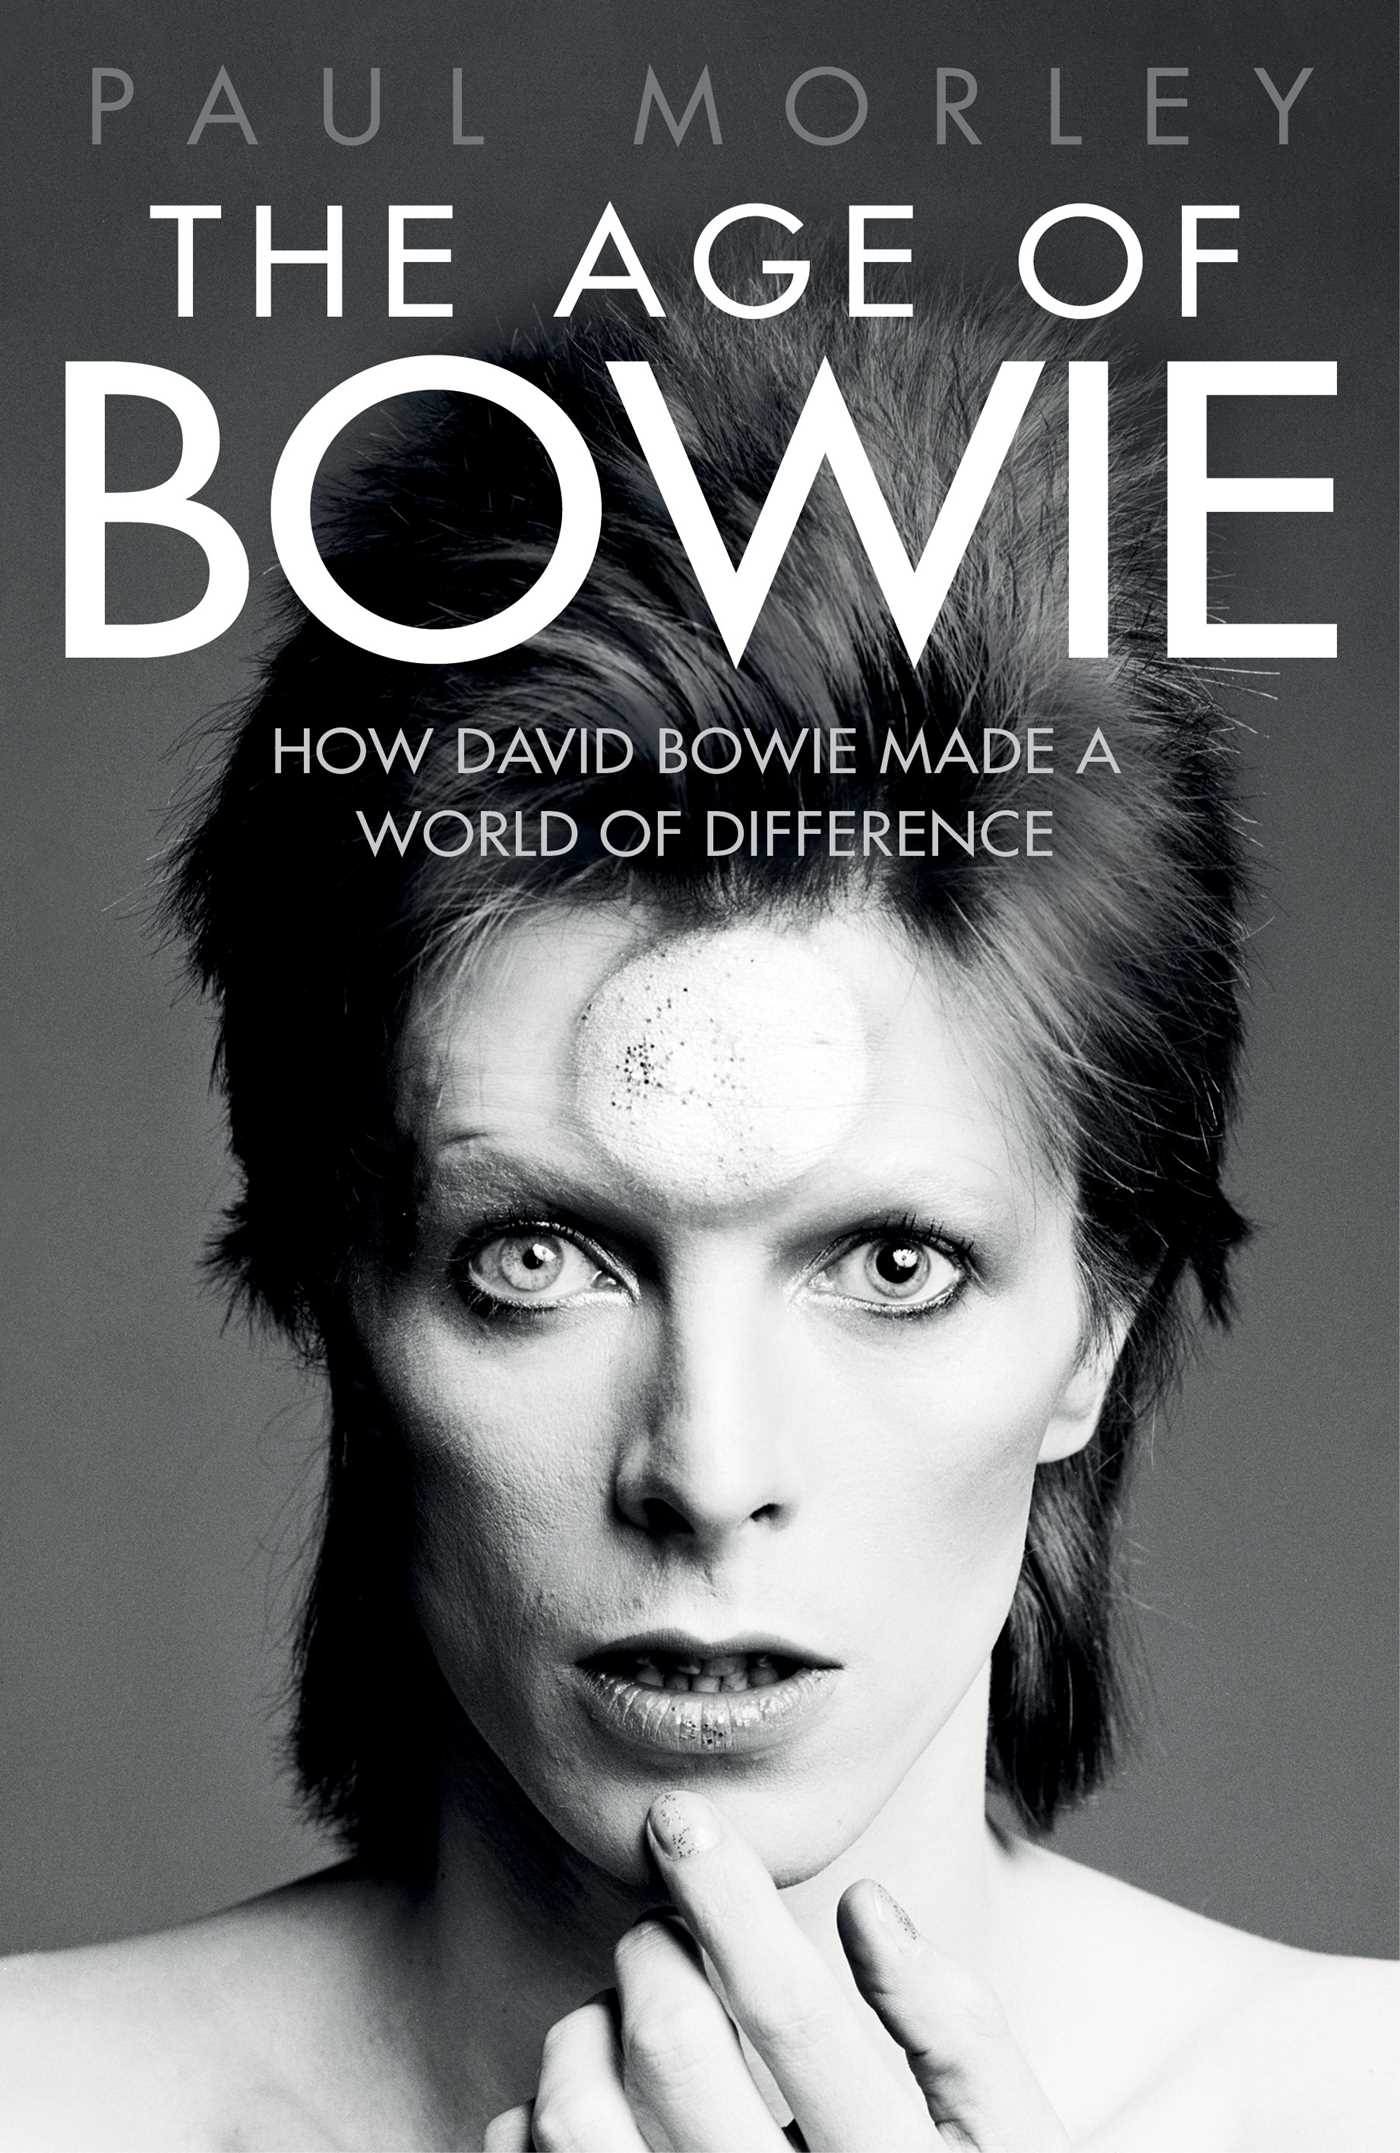 PAUL MORLEY
THE AGE OF
BOWIE
HOW DAVID BOWIE MADE A
WORLD OF DIFFERENCE